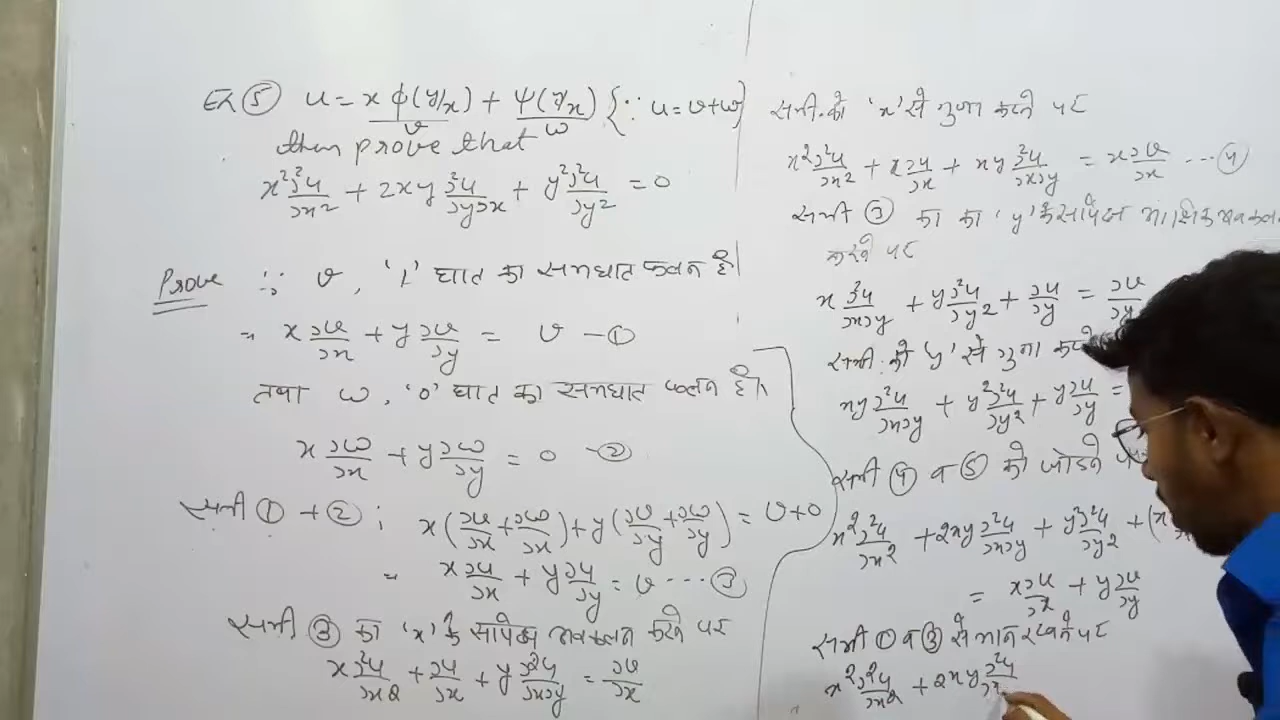 Ex ⑤ u = x φ(y/x) + ψ(y/x) {∵ u = v+w}
v w
then prove that
x² ∂²u/∂x² + 2xy ∂²u/∂y∂x + y² ∂²u/∂y² = 0
Prove ∵ v, '1' घात का समघात फलन है।
= x ∂v/∂x + y ∂v/∂y = v — ①
तथा w, '0' घात का समघात फलन है।
x ∂w/∂x + y ∂w/∂y = 0 — ②
समी ① + ② ; x(∂v/∂x + ∂w/∂x) + y(∂v/∂y + ∂w/∂y) = v+0
= x ∂u/∂x + y ∂u/∂y = v ... ③
समी ③ का 'x' के सापेक्ष अवकलन करने पर
x ∂²u/∂x² + ∂u/∂x + y ∂²u/∂x∂y = ∂v/∂x
समी. को 'x' से गुणा करने पर
x² ∂²u/∂x² + x ∂u/∂x + xy ∂²u/∂x∂y = x ∂v/∂x ... ④
समी ③ का का 'y' के सापेक्ष आंशिक अवकलन
करने पर
x ∂²u/∂x∂y + y ∂²u/∂y² + ∂u/∂y = ∂v/∂y
समी. को 'y' से गुना करने
xy ∂²u/∂x∂y + y² ∂²u/∂y² + y ∂u/∂y =
समी ④ व ⑤ को जोडने
x² ∂²u/∂x² + 2xy ∂²u/∂x∂y + y² ∂²u/∂y² + (x
= x ∂v/∂x + y ∂v/∂y
समी ① व ③ से मान रखने पर
x² ∂²u/∂x² + 2xy ∂²u/∂x